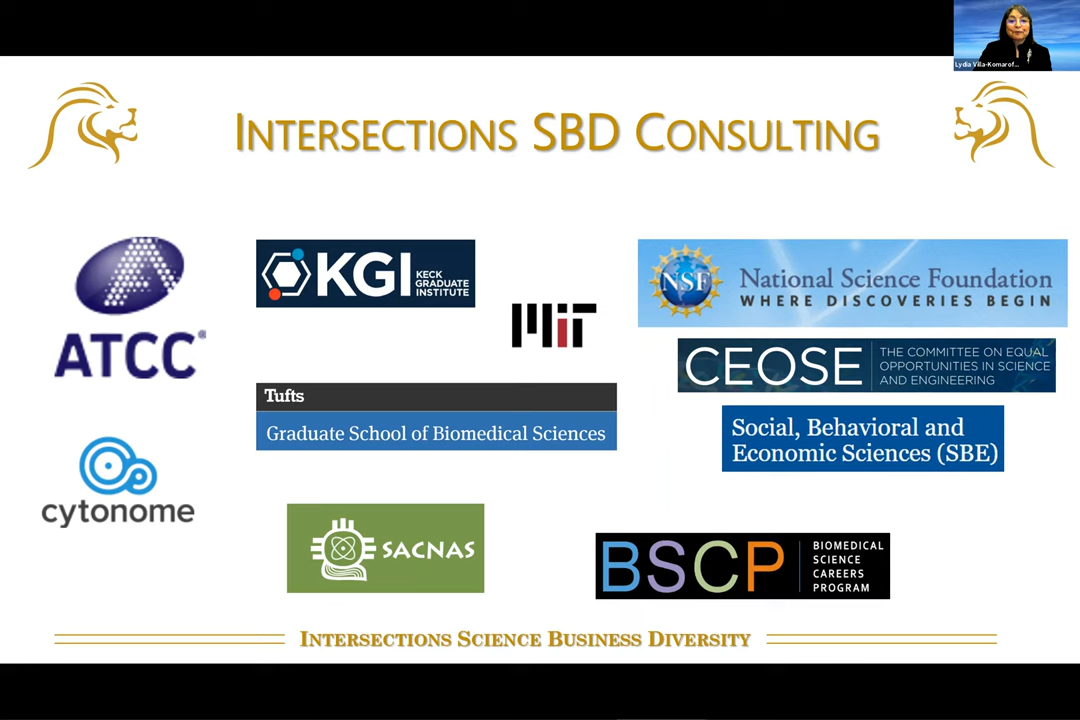 Lydia Villa-Komarof...
INTERSECTIONS SBD CONSULTING
ATCC®
KGI
KECK
GRADUATE
INSTITUTE
MIT
NSF
National Science Foundation
WHERE DISCOVERIES BEGIN
CEOSE
THE COMMITTEE ON EQUAL
OPPORTUNITIES IN SCIENCE
AND ENGINEERING
Tufts
Graduate School of Biomedical Sciences
Social, Behavioral and
Economic Sciences (SBE)
cytonome
SACNAS
BSCP
BIOMEDICAL
SCIENCE
CAREERS
PROGRAM
INTERSECTIONS SCIENCE BUSINESS DIVERSITY